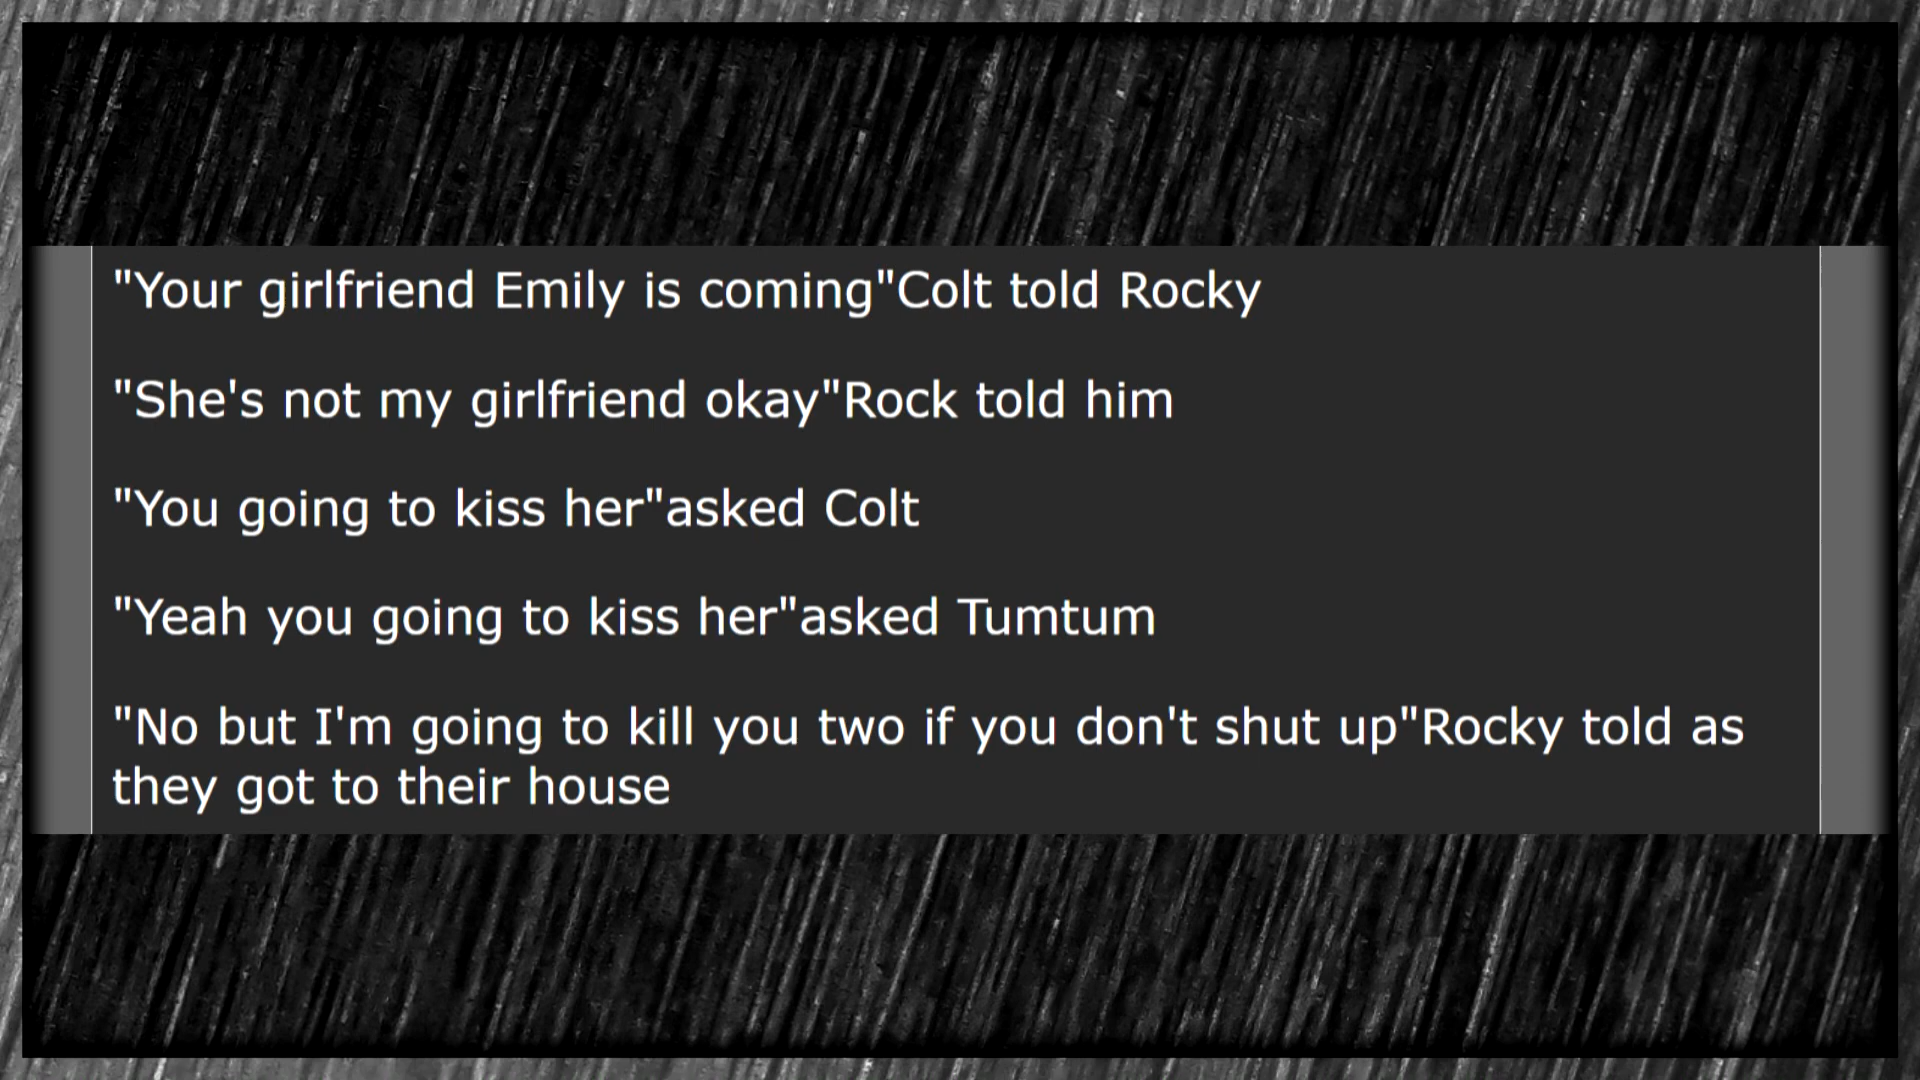 "Your girlfriend Emily is coming"Colt told Rocky
"She's not my girlfriend okay"Rock told him
"You going to kiss her"asked Colt
"Yeah you going to kiss her"asked Tumtum
"No but I'm going to kill you two if you don't shut up"Rocky told as
they got to their house